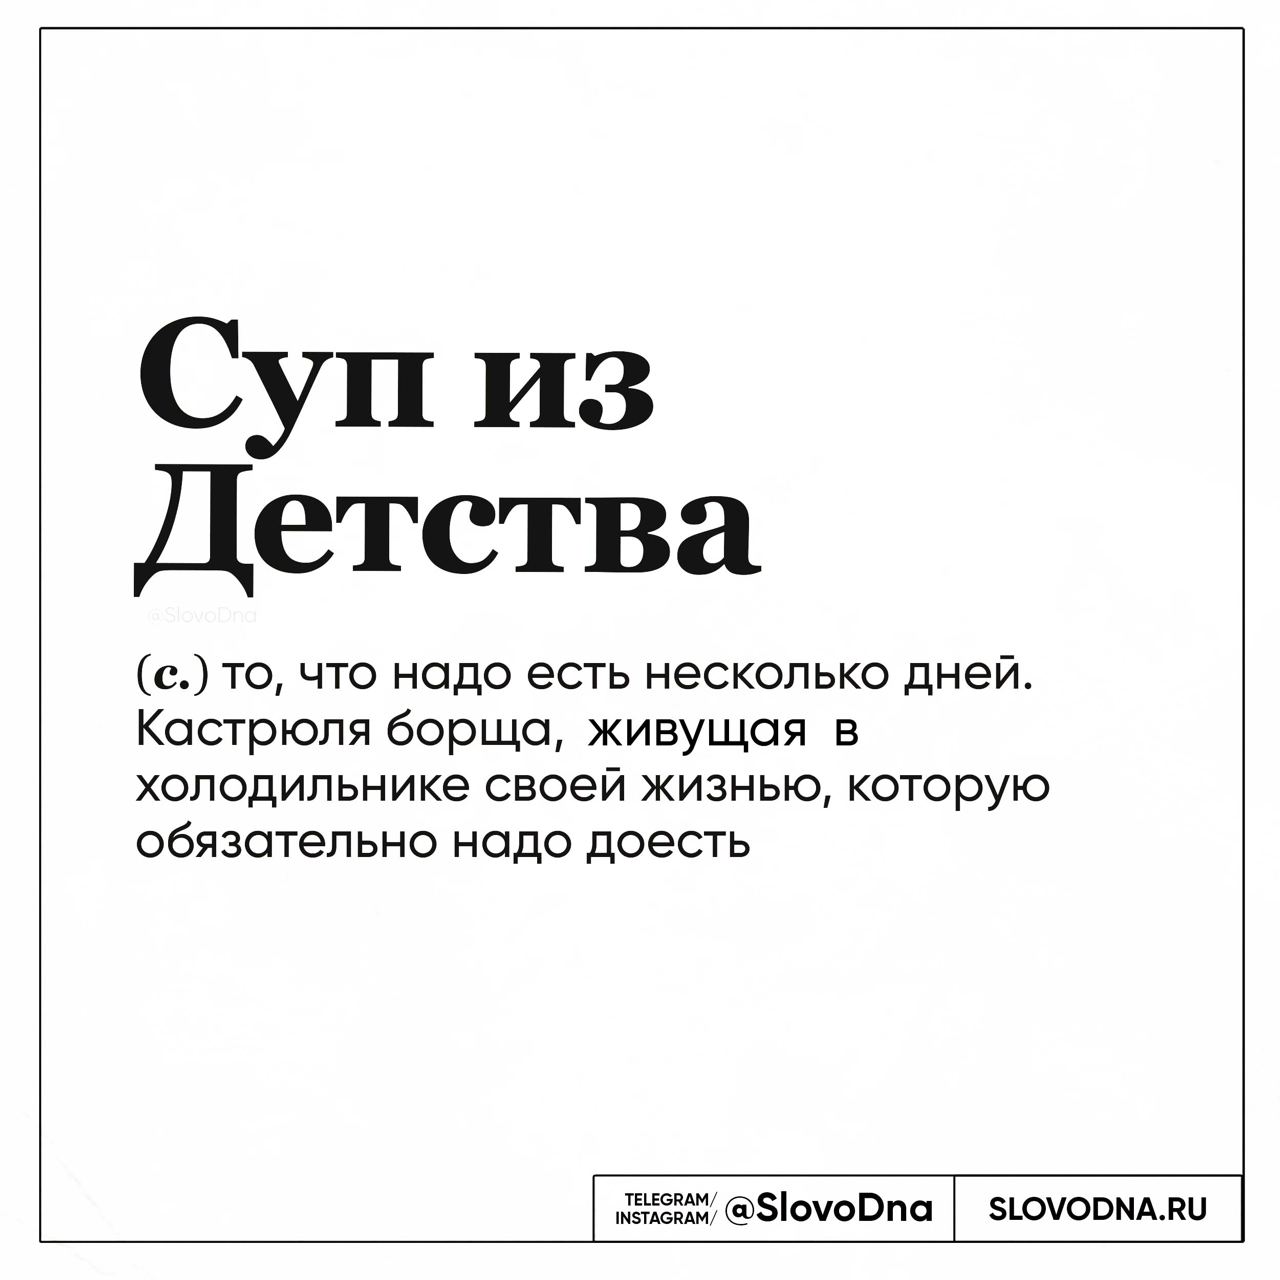 Суп из
Детства
@SlovoDna
(с.) то, что надо есть несколько дней.
Кастрюля борща, живущая в
холодильнике своей жизнью, которую
обязательно надо доесть
TELEGRAM/
INSTAGRAM/ @SlovoDna
SLOVODNA.RU